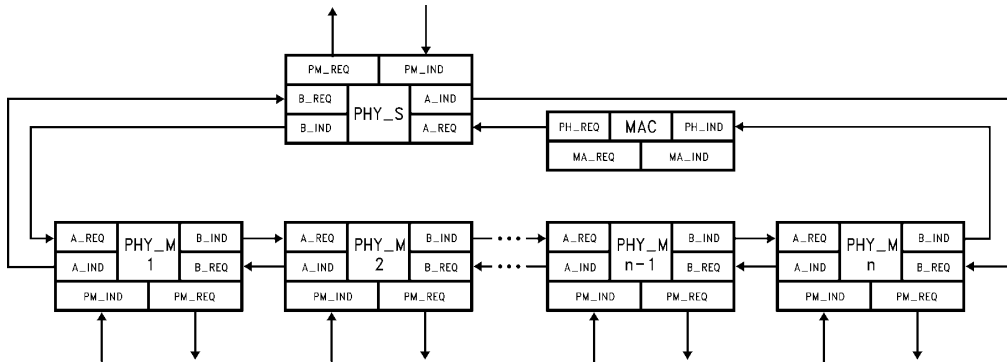 PM_REQ PM_IND
B_REQ PHY_S A_IND
B_IND A_REQ
PH_REQ MAC PH_IND
MA_REQ MA_IND
A_REQ PHY_M 1 B_IND
A_IND B_REQ
PM_IND PM_REQ
A_REQ PHY_M 2 B_IND
A_IND B_REQ
PM_IND PM_REQ
A_REQ PHY_M n-1 B_IND
A_IND B_REQ
PM_IND PM_REQ
A_REQ PHY_M n B_IND
A_IND B_REQ
PM_IND PM_REQ